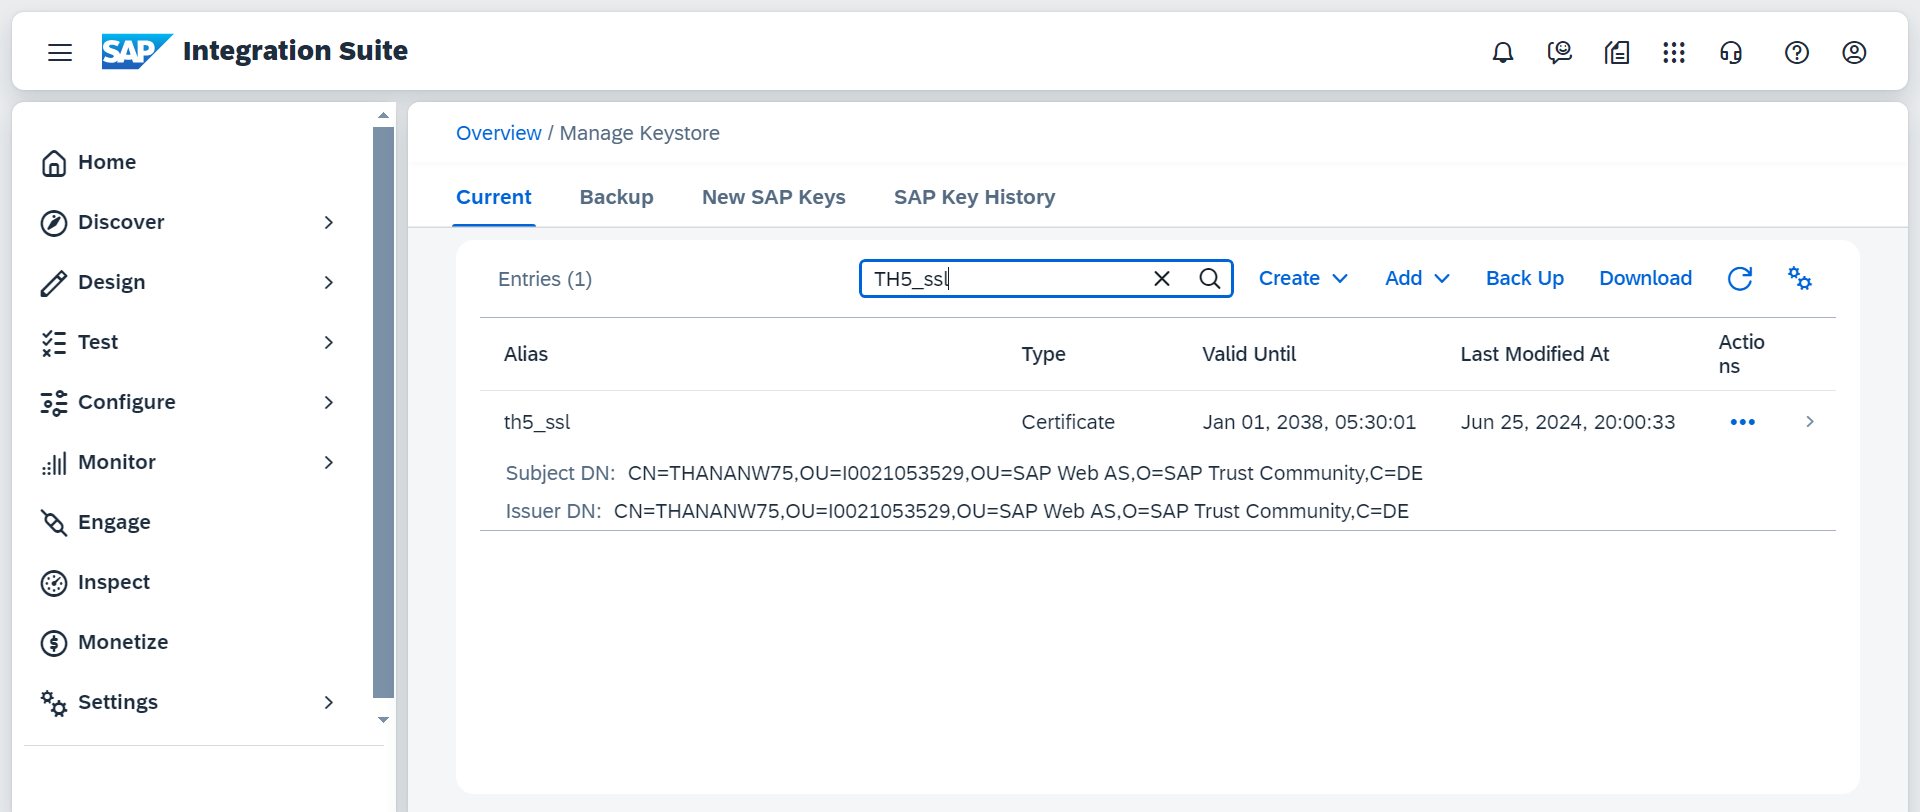 SAP Integration Suite
Home
Discover
Design
Test
Configure
Monitor
Engage
Inspect
Monetize
Settings
Overview / Manage Keystore
Current Backup New SAP Keys SAP Key History
Entries (1) TH5_ssl Create Add Back Up Download
Alias Type Valid Until Last Modified At Actio
ns
th5_ssl Certificate Jan 01, 2038, 05:30:01 Jun 25, 2024, 20:00:33
Subject DN: CN=THANANW75,OU=I0021053529,OU=SAP Web AS,O=SAP Trust Community,C=DE
Issuer DN: CN=THANANW75,OU=I0021053529,OU=SAP Web AS,O=SAP Trust Community,C=DE